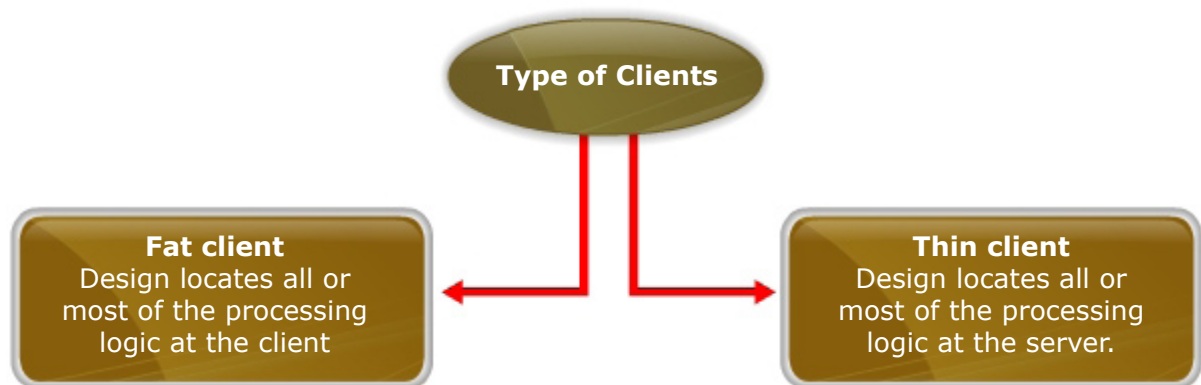 Type of Clients
Fat client
Design locates all or
most of the processing
logic at the client
Thin client
Design locates all or
most of the processing
logic at the server.